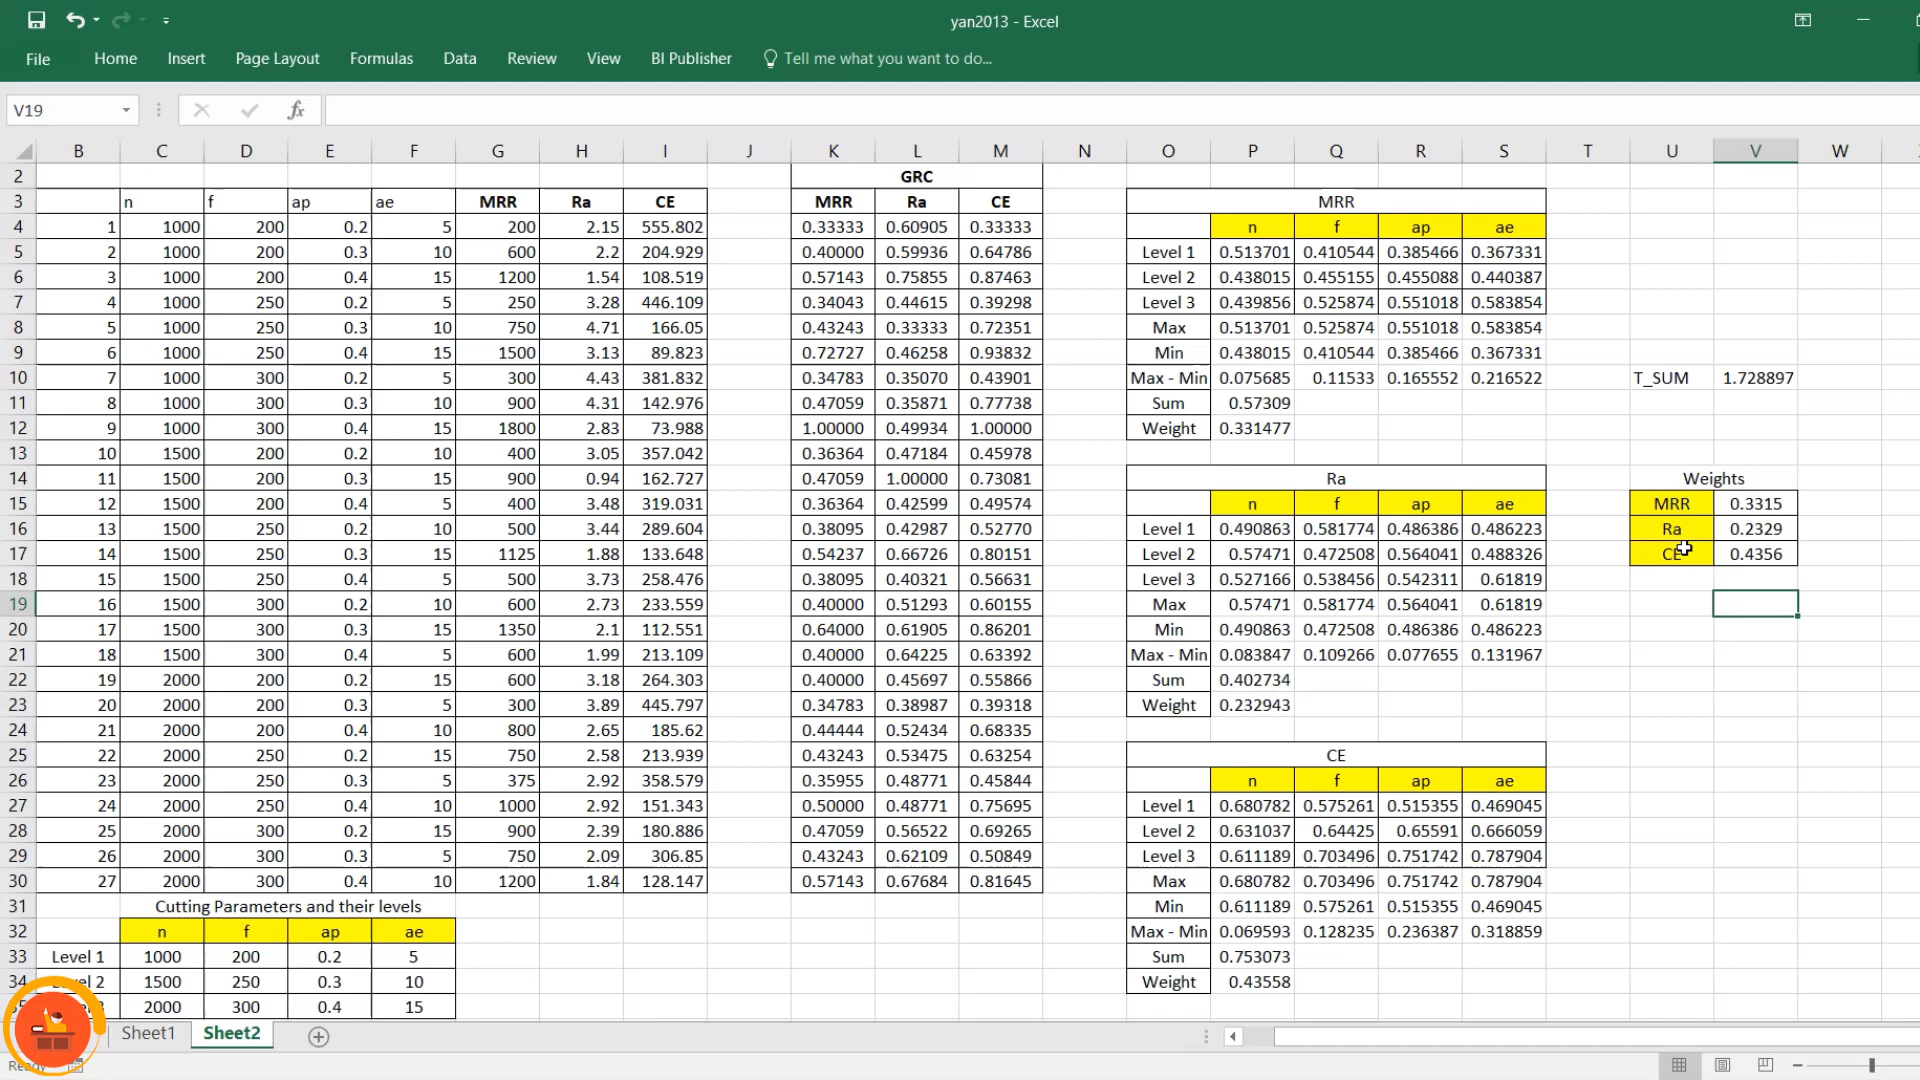 yan2013 - Excel
File Home Insert Page Layout Formulas Data Review View BI Publisher Tell me what you want to do...
V19 fx
B C D E F G H I J K L M N O P Q R S T U V W
2 GRC
3 n f ap ae MRR Ra CE MRR Ra CE MRR
4 1 1000 200 0.2 5 200 2.15 555.802 0.33333 0.60905 0.33333 n f ap ae
5 2 1000 200 0.3 10 600 2.2 204.929 0.40000 0.59936 0.64786 Level 1 0.513701 0.410544 0.385466 0.367331
6 3 1000 200 0.4 15 1200 1.54 108.519 0.57143 0.75855 0.87463 Level 2 0.438015 0.455155 0.455088 0.440387
7 4 1000 250 0.2 5 250 3.28 446.109 0.34043 0.44615 0.39298 Level 3 0.439856 0.525874 0.551018 0.583854
8 5 1000 250 0.3 10 750 4.71 166.05 0.43243 0.33333 0.72351 Max 0.513701 0.525874 0.551018 0.583854
9 6 1000 250 0.4 15 1500 3.13 89.823 0.72727 0.46258 0.93832 Min 0.438015 0.410544 0.385466 0.367331
10 7 1000 300 0.2 5 300 4.43 381.832 0.34783 0.35070 0.43901 Max - Min 0.075685 0.11533 0.165552 0.216522 T_SUM 1.728897
11 8 1000 300 0.3 10 900 4.31 142.976 0.47059 0.35871 0.77738 Sum 0.57309
12 9 1000 300 0.4 15 1800 2.83 73.988 1.00000 0.49934 1.00000 Weight 0.331477
13 10 1500 200 0.2 10 400 3.05 357.042 0.36364 0.47184 0.45978
14 11 1500 200 0.3 15 900 0.94 162.727 0.47059 1.00000 0.73081 Ra Weights
15 12 1500 200 0.4 5 400 3.48 319.031 0.36364 0.42599 0.49574 n f ap ae MRR 0.3315
16 13 1500 250 0.2 10 500 3.44 289.604 0.38095 0.42987 0.52770 Level 1 0.490863 0.581774 0.486386 0.486223 Ra 0.2329
17 14 1500 250 0.3 15 1125 1.88 133.648 0.54237 0.66726 0.80151 Level 2 0.57471 0.472508 0.564041 0.488326 CE 0.4356
18 15 1500 250 0.4 5 500 3.73 258.476 0.38095 0.40321 0.56631 Level 3 0.527166 0.538456 0.542311 0.61819
19 16 1500 300 0.2 10 600 2.73 233.559 0.40000 0.51293 0.60155 Max 0.57471 0.581774 0.564041 0.61819
20 17 1500 300 0.3 15 1350 2.1 112.551 0.64000 0.61905 0.86201 Min 0.490863 0.472508 0.486386 0.486223
21 18 1500 300 0.4 5 600 1.99 213.109 0.40000 0.64225 0.63392 Max - Min 0.083847 0.109266 0.077655 0.131967
22 19 2000 200 0.2 15 600 3.18 264.303 0.40000 0.45697 0.55866 Sum 0.402734
23 20 2000 200 0.3 5 300 3.89 445.797 0.34783 0.38987 0.39318 Weight 0.232943
24 21 2000 200 0.4 10 800 2.65 185.62 0.44444 0.52434 0.68335
25 22 2000 250 0.2 15 750 2.58 213.939 0.43243 0.53475 0.63254 CE
26 23 2000 250 0.3 5 375 2.92 358.579 0.35955 0.48771 0.45844 n f ap ae
27 24 2000 250 0.4 10 1000 2.92 151.343 0.50000 0.48771 0.75695 Level 1 0.680782 0.575261 0.515355 0.469045
28 25 2000 300 0.2 15 900 2.39 180.886 0.47059 0.56522 0.69265 Level 2 0.631037 0.64425 0.65591 0.666059
29 26 2000 300 0.3 5 750 2.09 306.85 0.43243 0.62109 0.50849 Level 3 0.611189 0.703496 0.751742 0.787904
30 27 2000 300 0.4 10 1200 1.84 128.147 0.57143 0.67684 0.81645 Max 0.680782 0.703496 0.751742 0.787904
31 Cutting Parameters and their levels Min 0.611189 0.575261 0.515355 0.469045
32 n f ap ae Max - Min 0.069593 0.128235 0.236387 0.318859
33 Level 1 1000 200 0.2 5 Sum 0.753073
34 2 1500 250 0.3 10 Weight 0.43558
2000 300 0.4 15
Sheet1 Sheet2